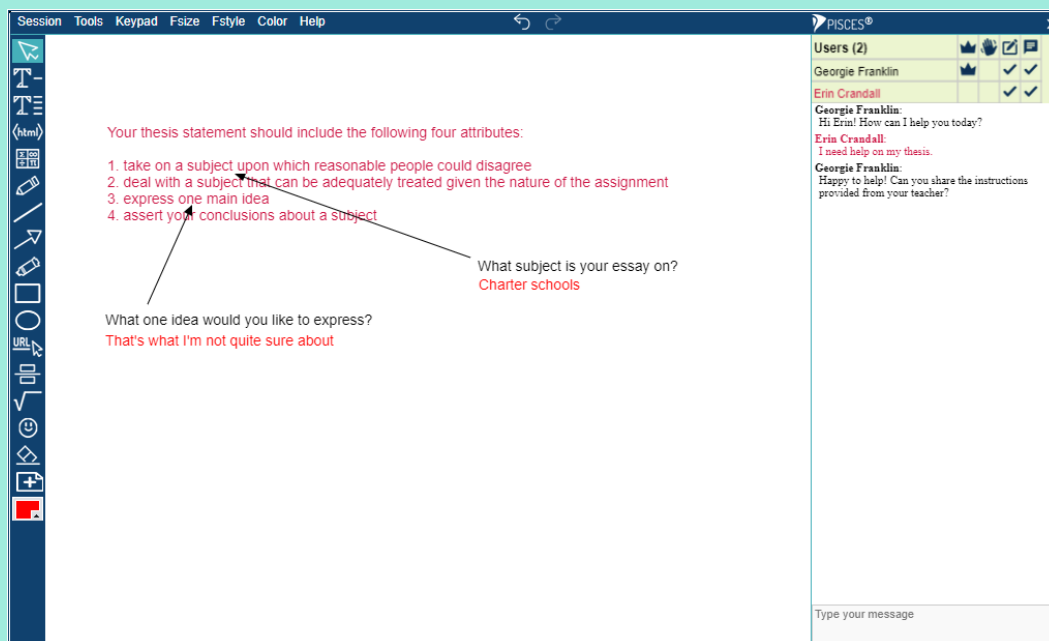 Session Tools Keypad Fsize Fstyle Color Help
PISCES®
Users (2)
Georgie Franklin
Erin Crandall
Georgie Franklin:
Hi Erin! How can I help you today?
Erin Crandall:
I need help on my thesis.
Georgie Franklin:
Happy to help! Can you share the instructions
provided from your teacher?
Type your message
T
T
<html>
URL
Your thesis statement should include the following four attributes:
1. take on a subject upon which reasonable people could disagree
2. deal with a subject that can be adequately treated given the nature of the assignment
3. express one main idea
4. assert your conclusions about a subject
What subject is your essay on?
Charter schools
What one idea would you like to express?
That's what I'm not quite sure about